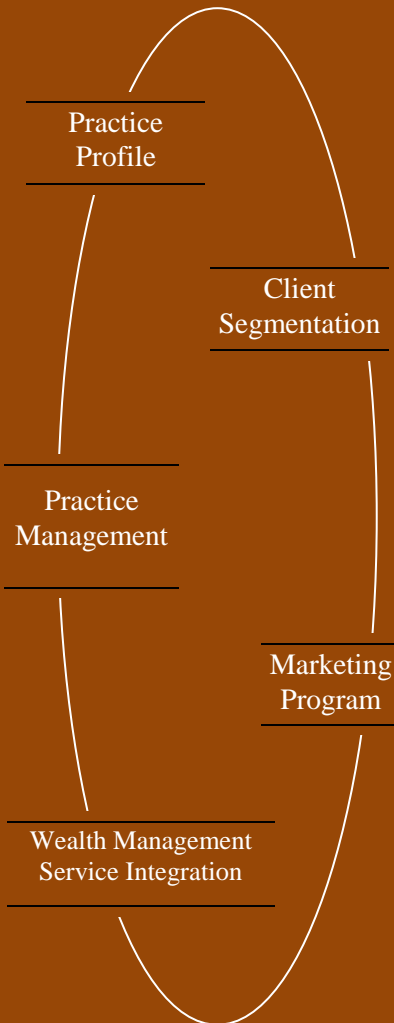 Practice
Profile
Client
Segmentation
Practice
Management
Marketing
Program
Wealth Management
Service Integration